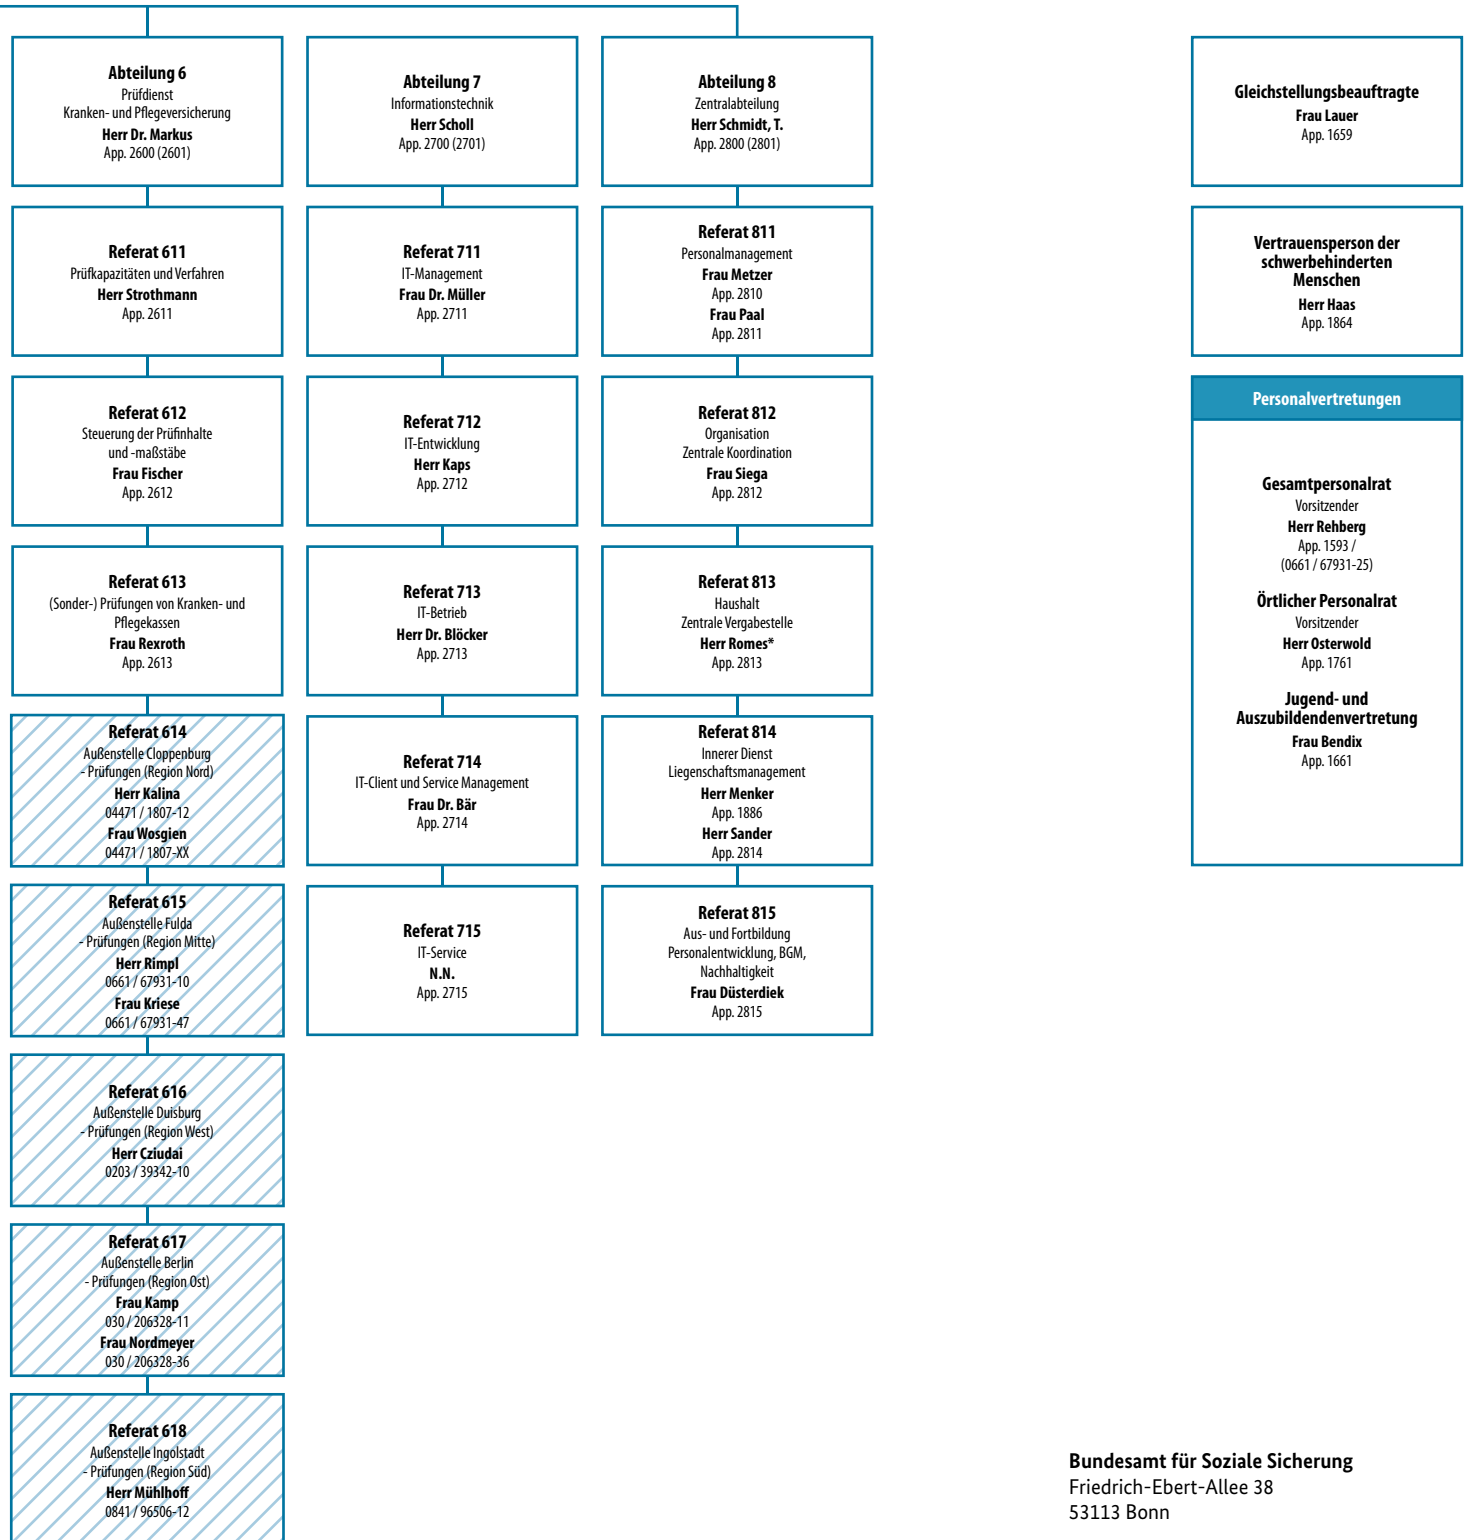 Abteilung 6
Prüfdienst
Kranken- und Pflegeversicherung
Herr Dr. Markus
App. 2600 (2601)
Referat 611
Prüfkapazitäten und Verfahren
Herr Strothmann
App. 2611
Referat 612
Steuerung der Prüfinhalte
und -maßstäbe
Frau Fischer
App. 2612
Referat 613
(Sonder-) Prüfungen von Kranken- und
Pflegekassen
Frau Rexroth
App. 2613
Referat 614
Außenstelle Cloppenburg
- Prüfungen (Region Nord)
Herr Kalina
04471 / 1807-12
Frau Wosgien
04471 / 1807-XX
Referat 615
Außenstelle Fulda
- Prüfungen (Region Mitte)
Herr Rimpl
0661 / 67931-10
Frau Kriese
0661 / 67931-47
Referat 616
Außenstelle Duisburg
- Prüfungen (Region West)
Herr Cziudai
0203 / 39342-10
Referat 617
Außenstelle Berlin
- Prüfungen (Region Ost)
Frau Kamp
030 / 206328-11
Frau Nordmeyer
030 / 206328-36
Referat 618
Außenstelle Ingolstadt
- Prüfungen (Region Süd)
Herr Mühlhoff
0841 / 96506-12
Abteilung 7
Informationstechnik
Herr Scholl
App. 2700 (2701)
Referat 711
IT-Management
Frau Dr. Müller
App. 2711
Referat 712
IT-Entwicklung
Herr Kaps
App. 2712
Referat 713
IT-Betrieb
Herr Dr. Blöcker
App. 2713
Referat 714
IT-Client und Service Management
Frau Dr. Bär
App. 2714
Referat 715
IT-Service
N.N.
App. 2715
Abteilung 8
Zentralabteilung
Herr Schmidt, T.
App. 2800 (2801)
Referat 811
Personalmanagement
Frau Metzer
App. 2810
Frau Paal
App. 2811
Referat 812
Organisation
Zentrale Koordination
Frau Siega
App. 2812
Referat 813
Haushalt
Zentrale Vergabestelle
Herr Romes*
App. 2813
Referat 814
Innerer Dienst
Liegenschaftsmanagement
Herr Menker
App. 1886
Herr Sander
App. 2814
Referat 815
Aus- und Fortbildung
Personalentwicklung, BGM,
Nachhaltigkeit
Frau Düsterdiek
App. 2815
Gleichstellungsbeauftragte
Frau Lauer
App. 1659
Vertrauensperson der
schwerbehinderten
Menschen
Herr Haas
App. 1864
Personalvertretungen
Gesamtpersonalrat
Vorsitzender
Herr Rehberg
App. 1593 /
(0661 / 67931-25)
Örtlicher Personalrat
Vorsitzender
Herr Osterwold
App. 1761
Jugend- und
Auszubildendenvertretung
Frau Bendix
App. 1661
Bundesamt für Soziale Sicherung
Friedrich-Ebert-Allee 38
53113 Bonn